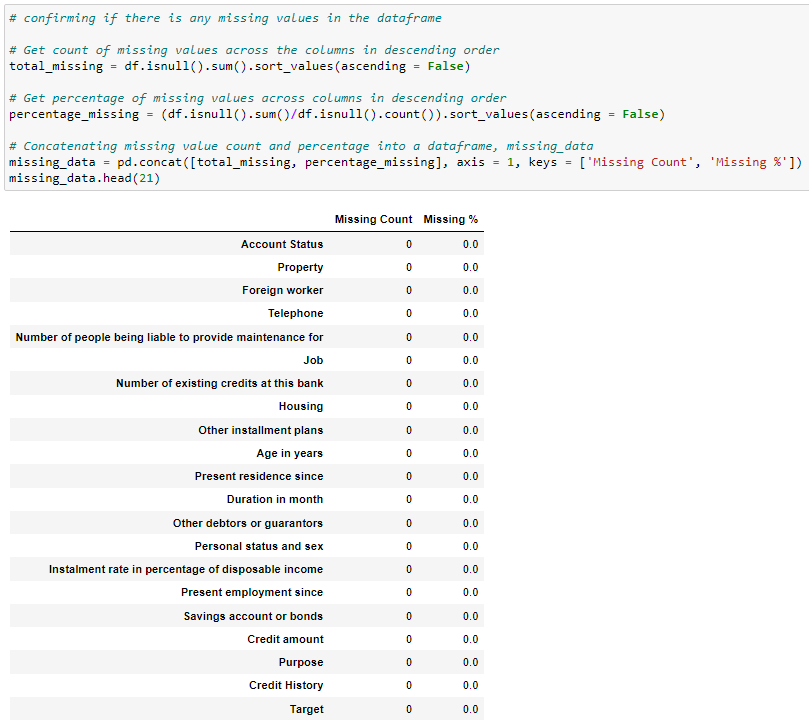 # confirming if there is any missing values in the dataframe
# Get count of missing values across the columns in descending order
total_missing = df.isnull().sum().sort_values(ascending = False)
# Get percentage of missing values across columns in descending order
percentage_missing = (df.isnull().sum()/df.isnull().count()).sort_values(ascending = False)
# Concatenating missing value count and percentage into a dataframe, missing_data
missing_data = pd.concat([total_missing, percentage_missing], axis = 1, keys = ['Missing Count', 'Missing %'])
missing_data.head(21)
Missing Count Missing %
Account Status 0 0.0
Property 0 0.0
Foreign worker 0 0.0
Telephone 0 0.0
Number of people being liable to provide maintenance for 0 0.0
Job 0 0.0
Number of existing credits at this bank 0 0.0
Housing 0 0.0
Other installment plans 0 0.0
Age in years 0 0.0
Present residence since 0 0.0
Duration in month 0 0.0
Other debtors or guarantors 0 0.0
Personal status and sex 0 0.0
Instalment rate in percentage of disposable income 0 0.0
Present employment since 0 0.0
Savings account or bonds 0 0.0
Credit amount 0 0.0
Purpose 0 0.0
Credit History 0 0.0
Target 0 0.0